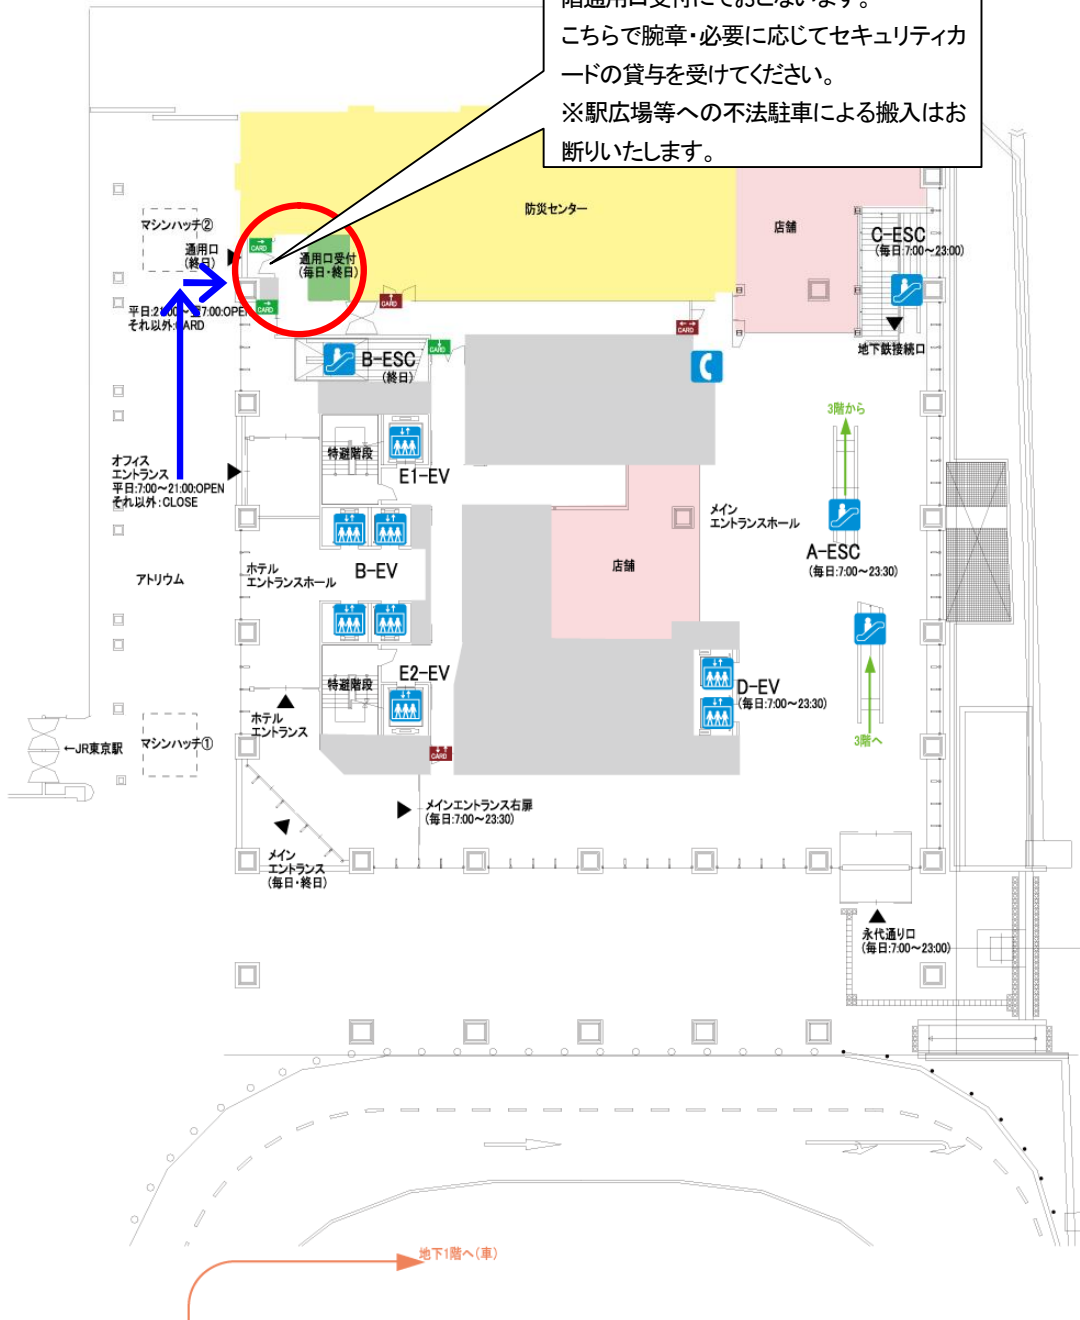 階通用口受付にておこないます。
こちらで腕章・必要に応じてセキュリティカ
ードの貸与を受けてください。
※駅広場等への不法駐車による搬入はお
断りいたします。
防災センター
店舗
C-ESC
(毎日:7:00～23:00)
マシンハッチ②
通用口
(終日)
CARD
通用口受付
(毎日・終日)
CARD
CARD
CARD
CARD
それ以外:CARD
地下鉄接続口
B-ESC
(終日)
3階から
特避階段
E1-EV
オフィス
エントランス
平日:7:00～21:00:OPEN
それ以外:CLOSE
メイン
エントランスホール
A-ESC
(毎日:7:00～23:30)
店舗
アトリウム
ホテル
エントランスホール
B-EV
特避階段
E2-EV
D-EV
(毎日:7:00～23:30)
ホテル
エントランス
3階へ
←JR東京駅
マシンハッチ①
CARD
メインエントランス右扉
(毎日:7:00～23:30)
メイン
エントランス
(毎日・終日)
永代通り口
(毎日:7:00～23:00)
地下1階へ(車)